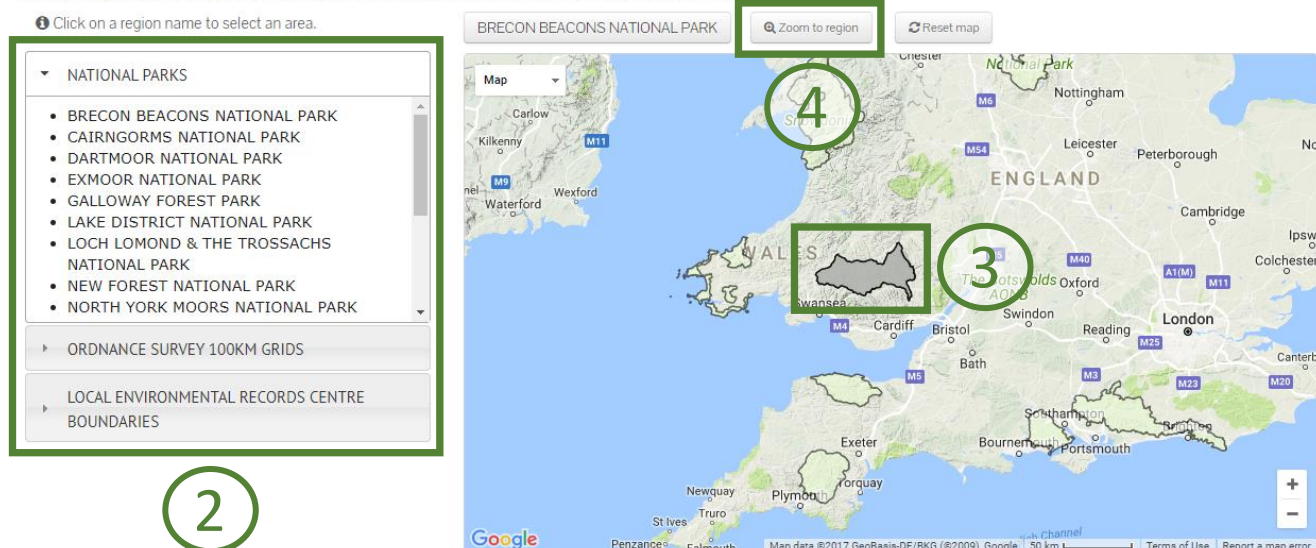 Click on a region name to select an area.
NATIONAL PARKS
BRECON BEACONS NATIONAL PARK
CAIRNGORMS NATIONAL PARK
DARTMOOR NATIONAL PARK
EXMOOR NATIONAL PARK
GALLOWAY FOREST PARK
LAKE DISTRICT NATIONAL PARK
LOCH LOMOND & THE TROSSACHS
NATIONAL PARK
NEW FOREST NATIONAL PARK
NORTH YORK MOORS NATIONAL PARK
ORDNANCE SURVEY 100KM GRIDS
LOCAL ENVIRONMENTAL RECORDS CENTRE
BOUNDARIES
2
BRECON BEACONS NATIONAL PARK
Zoom to region
Reset map
Map
4
3
Chester
National Park
Nottingham
Carlow
M6
Kilkenny
M11
M54
Leicester
Peterborough
M9
Wexford
Waterford
ENGLAND
Cambridge
WALES
M40
Colchester
The Cotswolds
AONB
Oxford
A1(M)
M11
Swansea
Swindon
London
M4
Cardiff
Bristol
Reading
M25
Bath
M5
M3
M23
M20
Southampton
Brighton
Exeter
Bournemouth
Portsmouth
Newquay
Plymouth
Torquay
Truro
St Ives
Google
Penzance
Falmouth
Map data ©2017 GeoBasis-DE/BKG (©2009), Google
50 km
Terms of Use
Report a map error